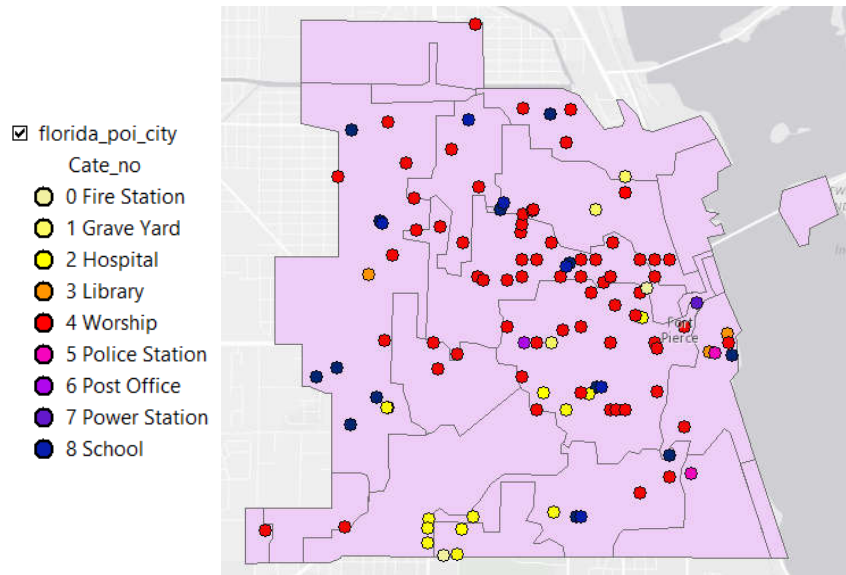 florida_poi_city
Cate_no
0 Fire Station
1 Grave Yard
2 Hospital
3 Library
4 Worship
5 Police Station
6 Post Office
7 Power Station
8 School
Fort
Pierce